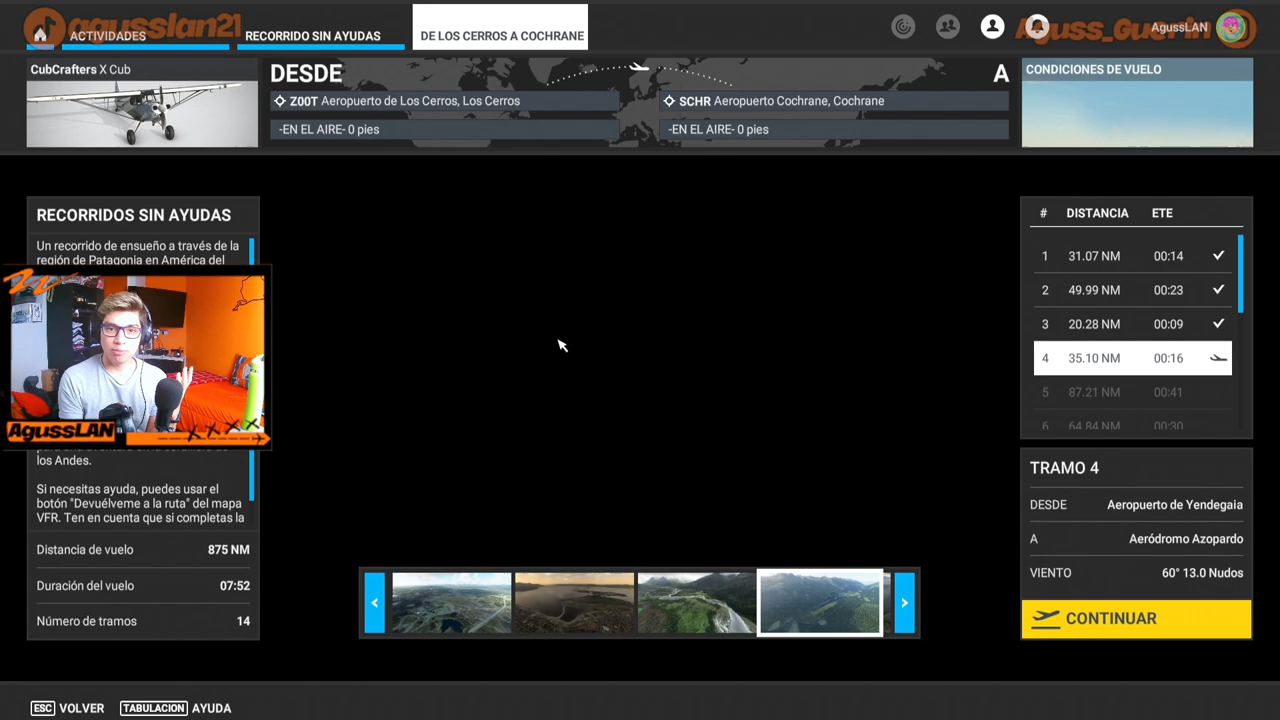 agusslan21
ACTIVIDADES
RECORRIDO SIN AYUDAS
DE LOS CERROS A COCHRANE
Aguss_Guerin
AgussLAN
CubCrafters X Cub
DESDE
A
Z00T Aeropuerto de Los Cerros, Los Cerros
-EN EL AIRE- 0 pies
SCHR Aeropuerto Cochrane, Cochrane
-EN EL AIRE- 0 pies
CONDICIONES DE VUELO
RECORRIDOS SIN AYUDAS
Un recorrido de ensueño a través de la
región de Patagonia en América del
AgussLAN
los Andes.
Si necesitas ayuda, puedes usar el
botón "Devuélveme a la ruta" del mapa
VFR. Ten en cuenta que si completas la
Distancia de vuelo 875 NM
Duración del vuelo 07:52
Número de tramos 14
# DISTANCIA ETE
1 31.07 NM 00:14
2 49.99 NM 00:23
3 20.28 NM 00:09
4 35.10 NM 00:16
5 87.21 NM 00:41
6 64.84 NM 00:30
TRAMO 4
DESDE Aeropuerto de Yendegaia
A Aeródromo Azopardo
VIENTO 60° 13.0 Nudos
CONTINUAR
ESC VOLVER TABULACION AYUDA